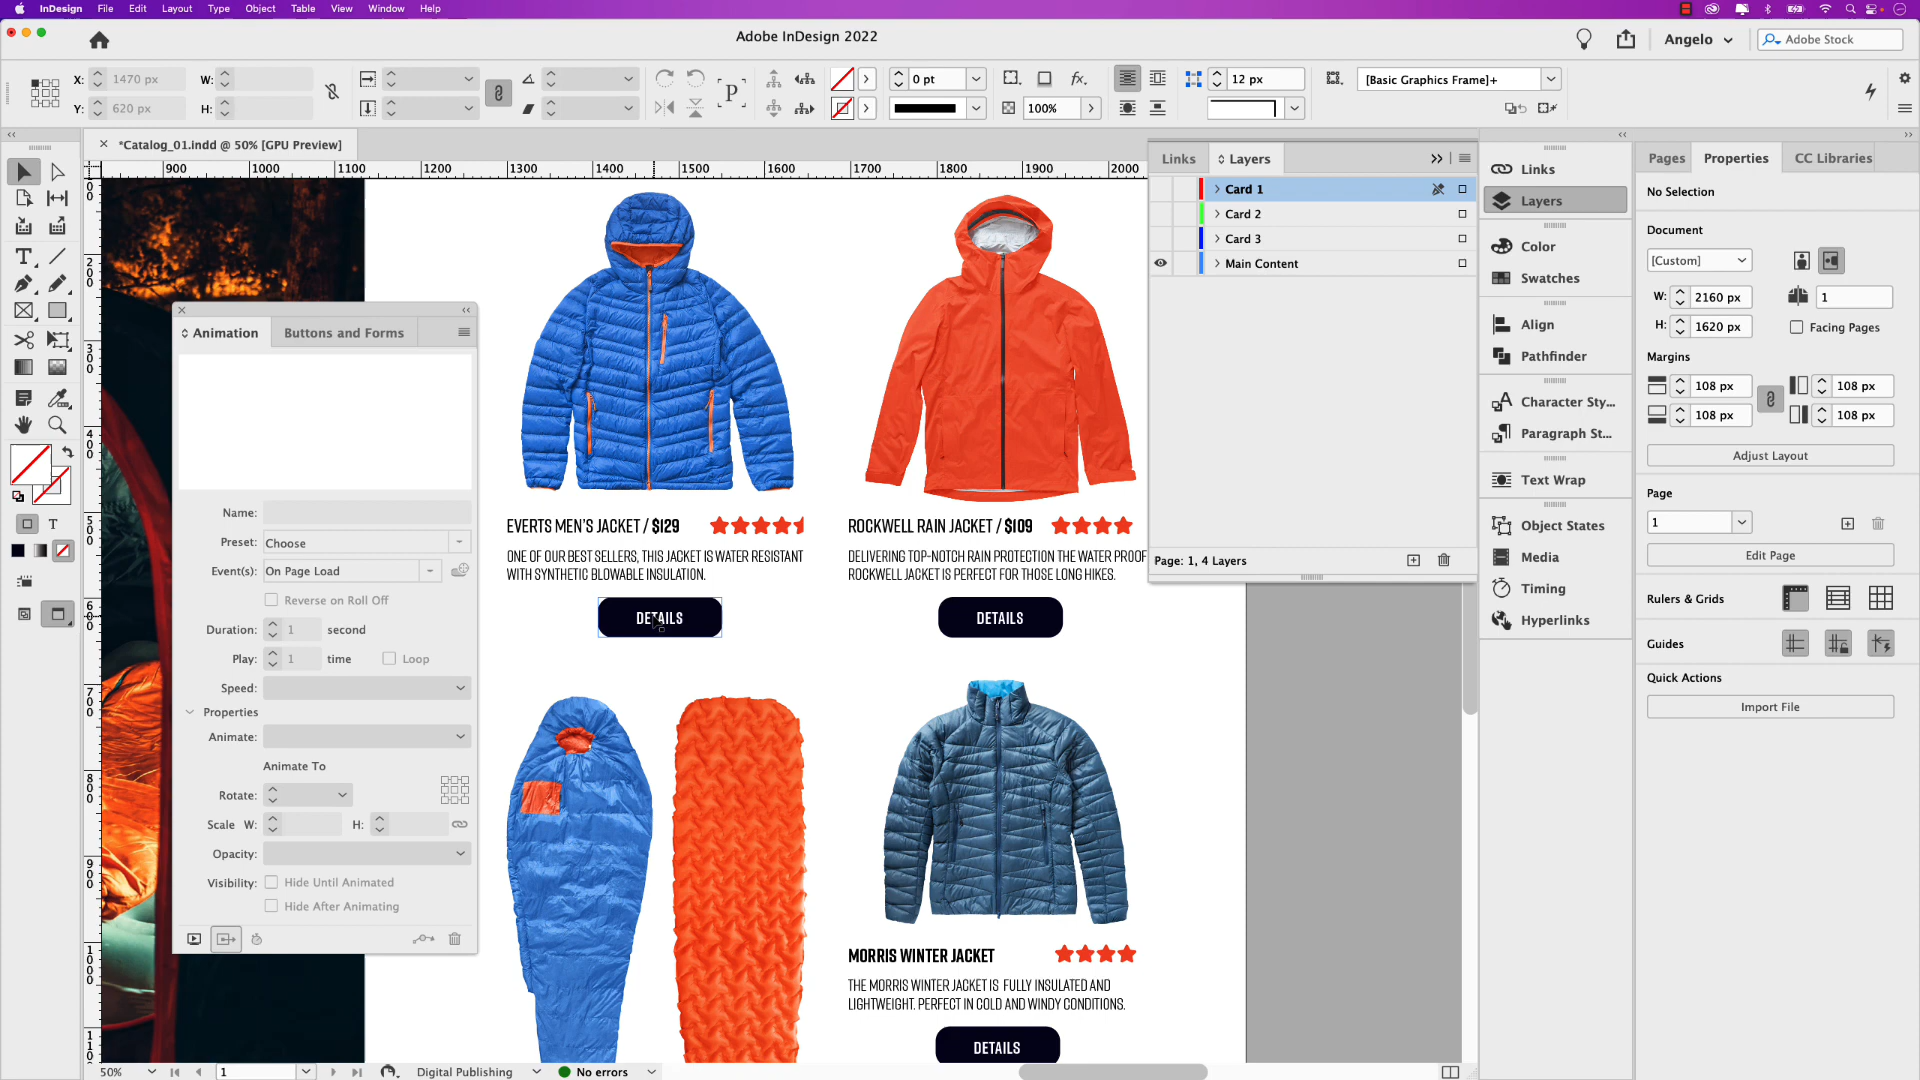 InDesign File Edit Layout Type Object Table View Window Help
Adobe InDesign 2022
Angelo
Adobe Stock
X: 1470 px
W:
0 pt
12 px
[Basic Graphics Frame]+
Y: 620 px
H:
P
fx.
100%
*Catalog_01.indd @ 50% [GPU Preview]
900 1000 1100 1200 1300 1400 1500 1600 1700 1800 1900 2000
Links
Layers
Card 1
Card 2
Card 3
Main Content
Page: 1, 4 Layers
Animation
Buttons and Forms
Name:
Preset: Choose
Event(s): On Page Load
Reverse on Roll Off
Duration: 1 second
Play: 1 time Loop
Speed:
Properties
Animate:
Animate To
Rotate:
Scale W: H:
Opacity:
Visibility: Hide Until Animated
Hide After Animating
EVERTS MEN'S JACKET / $129
ONE OF OUR BEST SELLERS, THIS JACKET IS WATER RESISTANT
WITH SYNTHETIC BLOWABLE INSULATION.
DETAILS
ROCKWELL RAIN JACKET / $109
DELIVERING TOP-NOTCH RAIN PROTECTION THE WATER PROOF
ROCKWELL JACKET IS PERFECT FOR THOSE LONG HIKES.
DETAILS
MORRIS WINTER JACKET
THE MORRIS WINTER JACKET IS FULLY INSULATED AND
LIGHTWEIGHT. PERFECT IN COLD AND WINDY CONDITIONS.
DETAILS
Links
Layers
Color
Swatches
Align
Pathfinder
Character Sty...
Paragraph St...
Text Wrap
Object States
Media
Timing
Hyperlinks
Pages
Properties
CC Libraries
No Selection
Document
[Custom]
W: 2160 px
1
H: 1620 px
Facing Pages
Margins
108 px
108 px
108 px
108 px
Adjust Layout
Page
1
Edit Page
Rulers & Grids
Guides
Quick Actions
Import File
50%
1
Digital Publishing
No errors